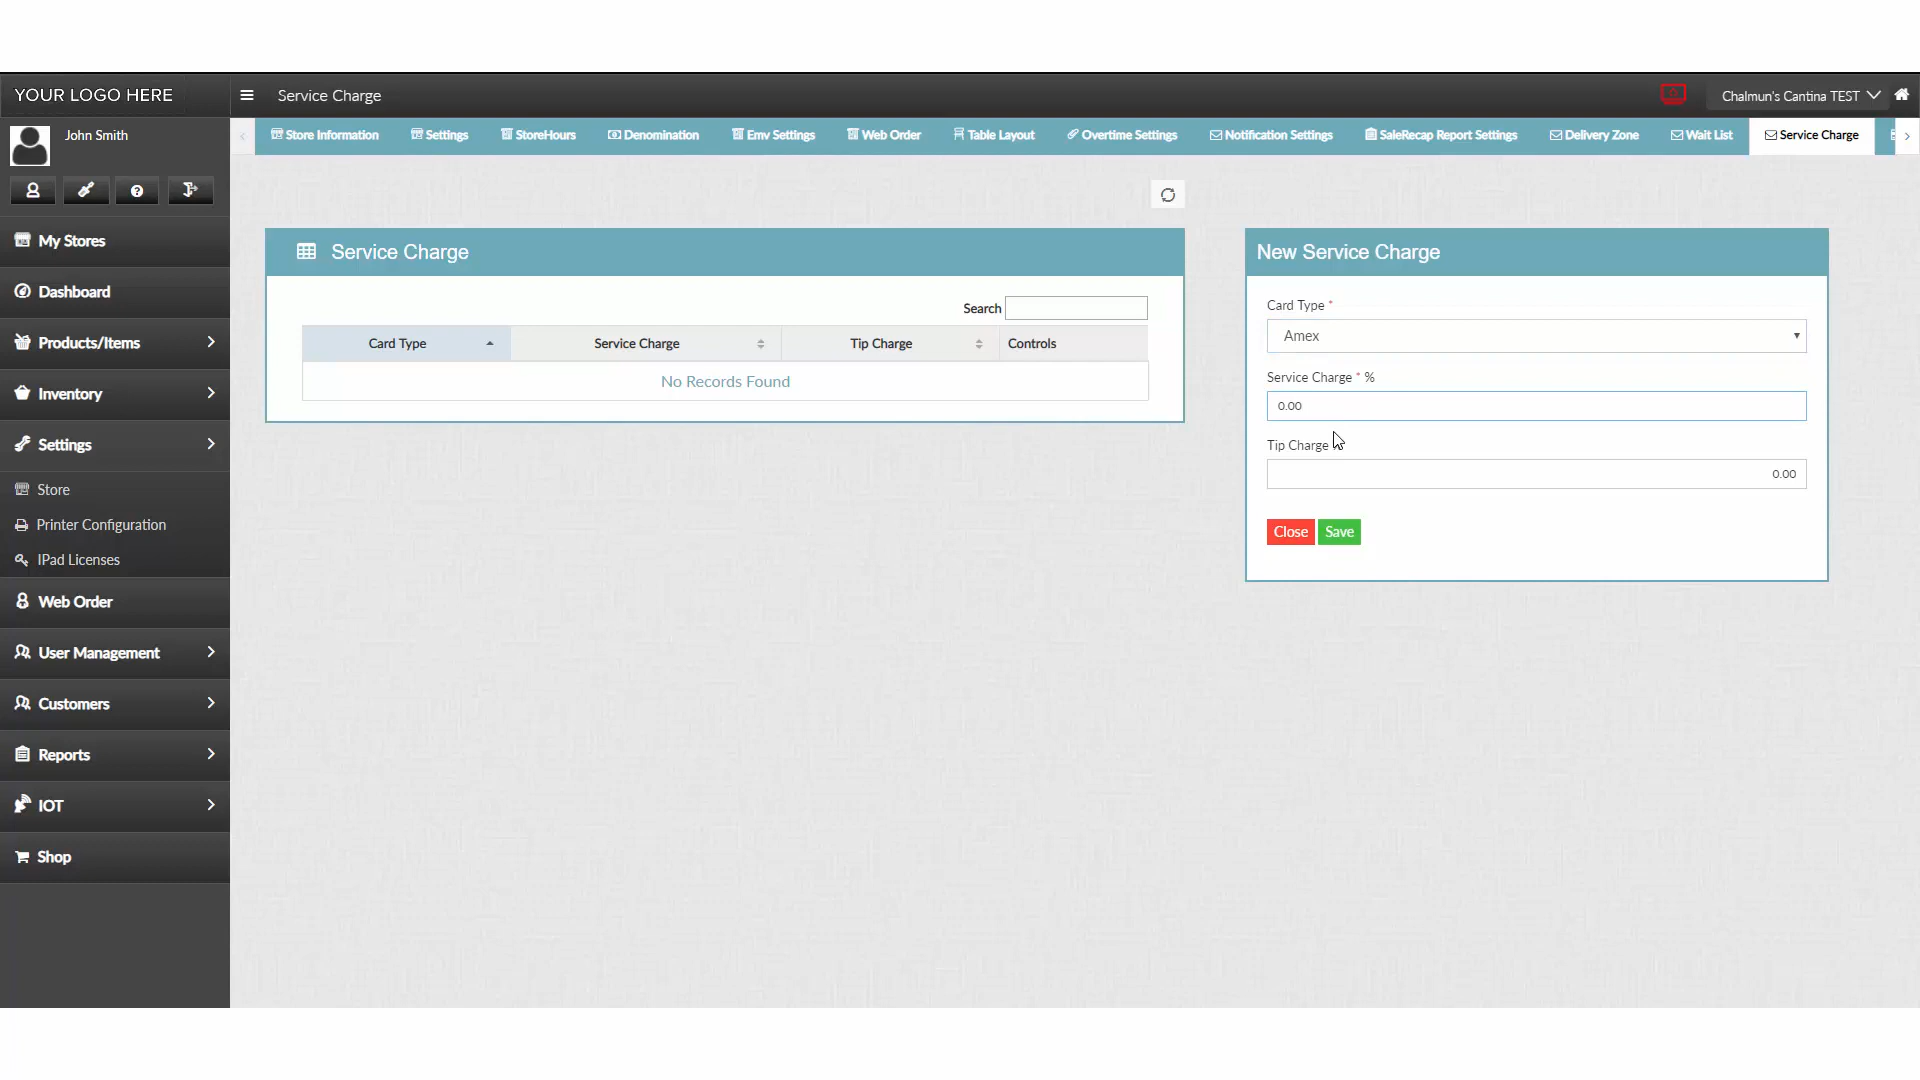 YOUR LOGO HERE
Service Charge
Chalmun's Cantina TEST
John Smith
Store Information
Settings
StoreHours
Denomination
Emv Settings
Web Order
Table Layout
Overtime Settings
Notification Settings
SaleRecap Report Settings
Delivery Zone
Wait List
Service Charge
My Stores
Dashboard
Products/Items
Inventory
Settings
Store
Printer Configuration
IPad Licenses
Web Order
User Management
Customers
Reports
IOT
Shop
Service Charge
Search
Card Type
Service Charge
Tip Charge
Controls
No Records Found
New Service Charge
Card Type *
Amex
Service Charge * %
0.00
Tip Charge
0.00
Close
Save